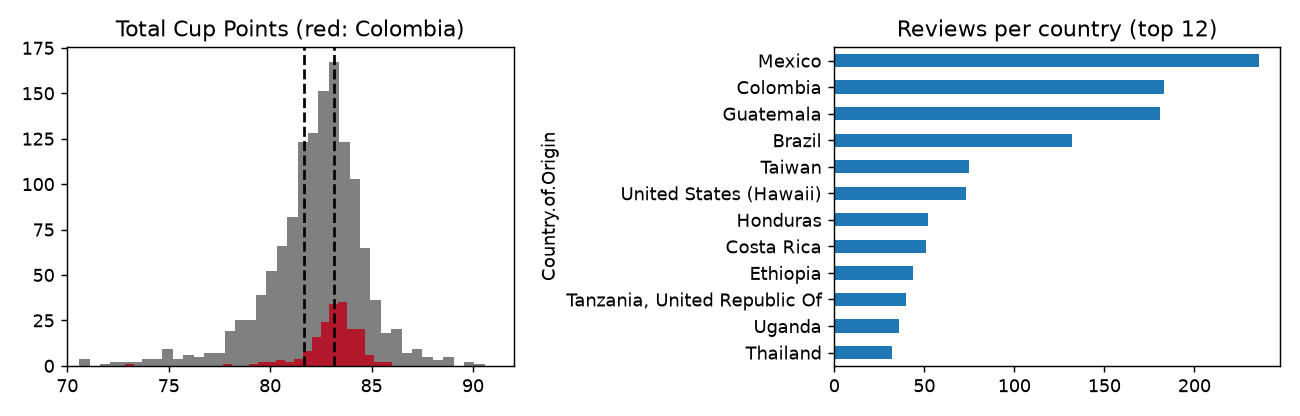 Total Cup Points (red: Colombia)
175
150
125
100
75
50
25
0
70
75
80
85
90
Reviews per country (top 12)
Country.of.Origin
Mexico
Colombia
Guatemala
Brazil
Taiwan
United States (Hawaii)
Honduras
Costa Rica
Ethiopia
Tanzania, United Republic Of
Uganda
Thailand
0
50
100
150
200